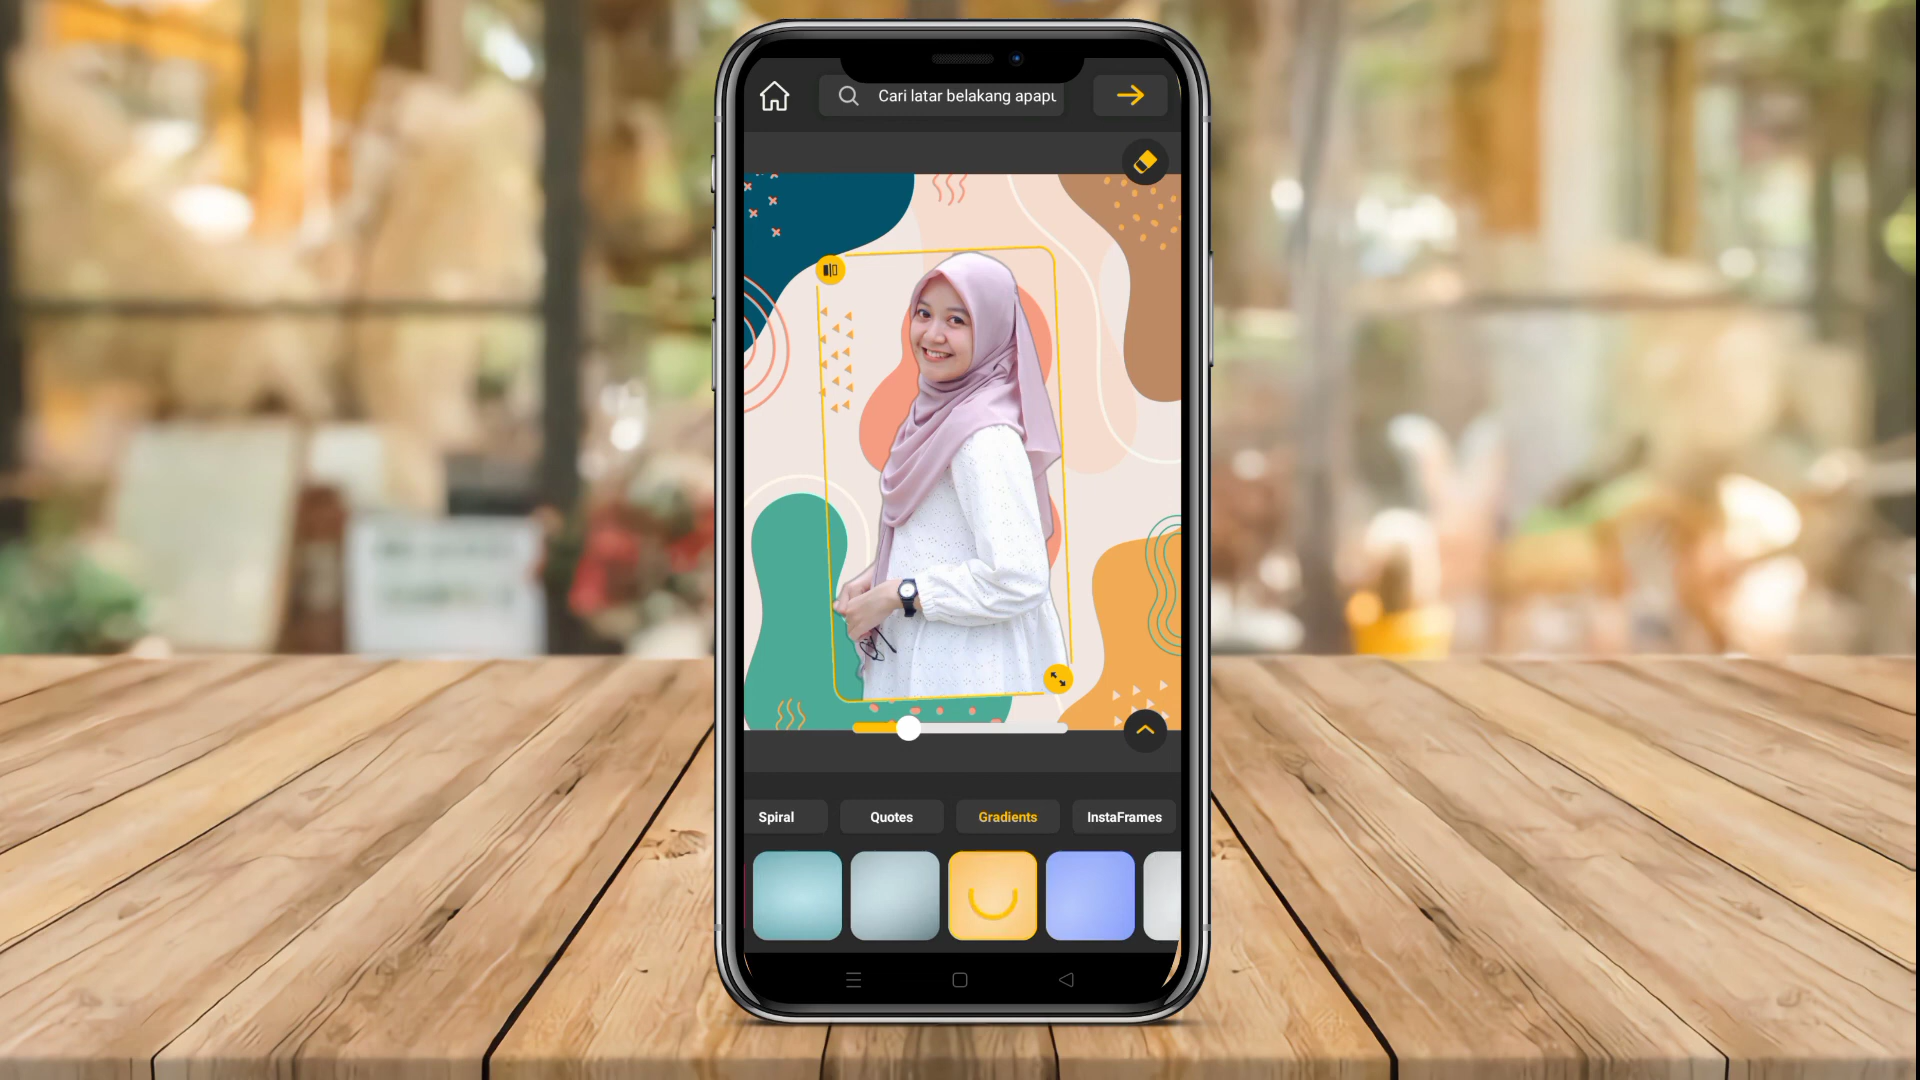 Cari latar belakang apapu
Spiral
Quotes
Gradients
InstaFrames